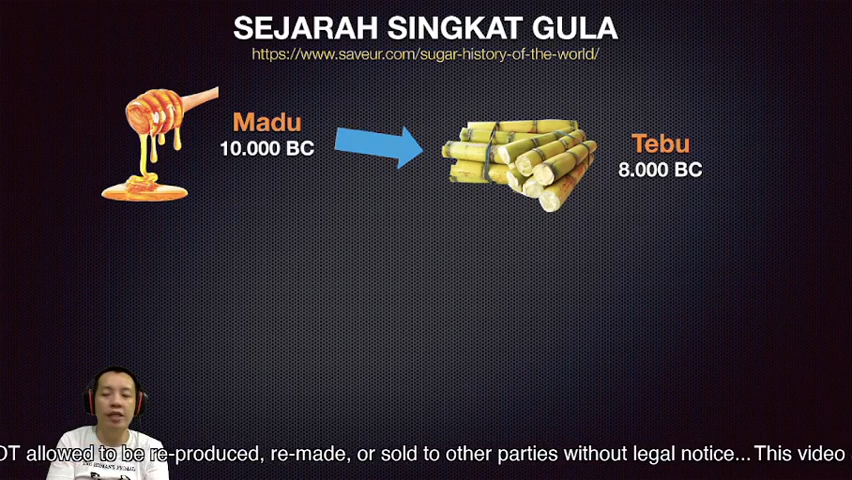 SEJARAH SINGKAT GULA
https://www.saveur.com/sugar-history-of-the-world/
Madu
10.000 BC
Tebu
8.000 BC
allowed to be re-produced, re-made, or sold to other parties without legal notice... This video